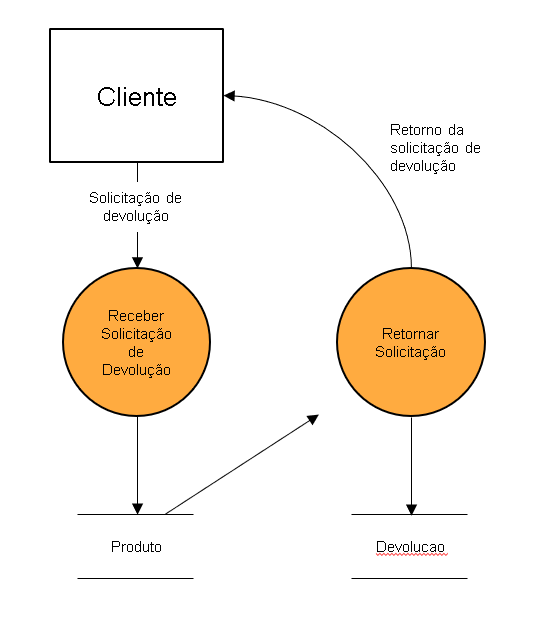 Cliente
Retorno da
solicitação de
devolução
Solicitação de
devolução
Receber
Solicitação
de
Devolução
Retornar
Solicitação
Produto
Devolucao